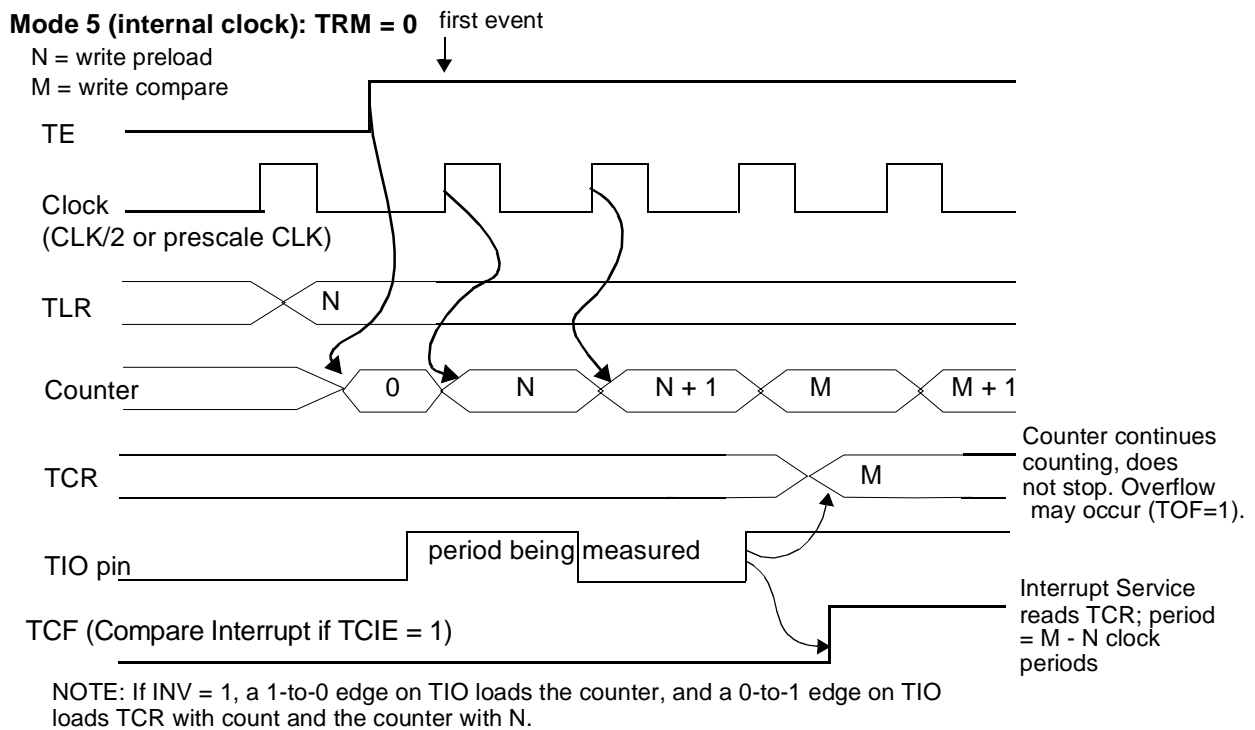 Mode 5 (internal clock): TRM = 0
first event
N = write preload
M = write compare
TE
Clock
(CLK/2 or prescale CLK)
TLR
N
Counter
0
N
N + 1
M
M + 1
TCR
M
Counter continues
counting, does
not stop. Overflow
may occur (TOF=1).
TIO pin
period being measured
TCF (Compare Interrupt if TCIE = 1)
Interrupt Service
reads TCR; period
= M - N clock
periods
NOTE: If INV = 1, a 1-to-0 edge on TIO loads the counter, and a 0-to-1 edge on TIO
loads TCR with count and the counter with N.